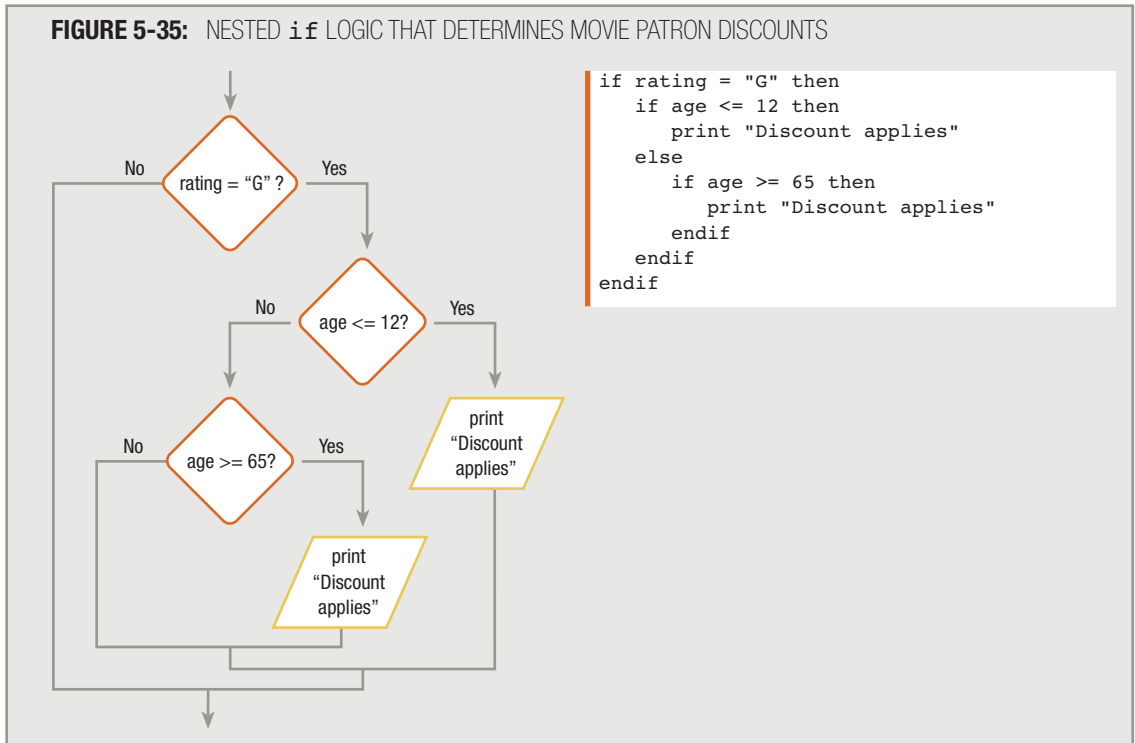 FIGURE 5-35: NESTED if LOGIC THAT DETERMINES MOVIE PATRON DISCOUNTS
rating = “G” ?
No
Yes
age <= 12?
No
Yes
print
“Discount
applies”
age >= 65?
No
Yes
print
“Discount
applies”
if rating = "G" then
   if age <= 12 then
      print "Discount applies"
   else
      if age >= 65 then
         print "Discount applies"
      endif
   endif
endif